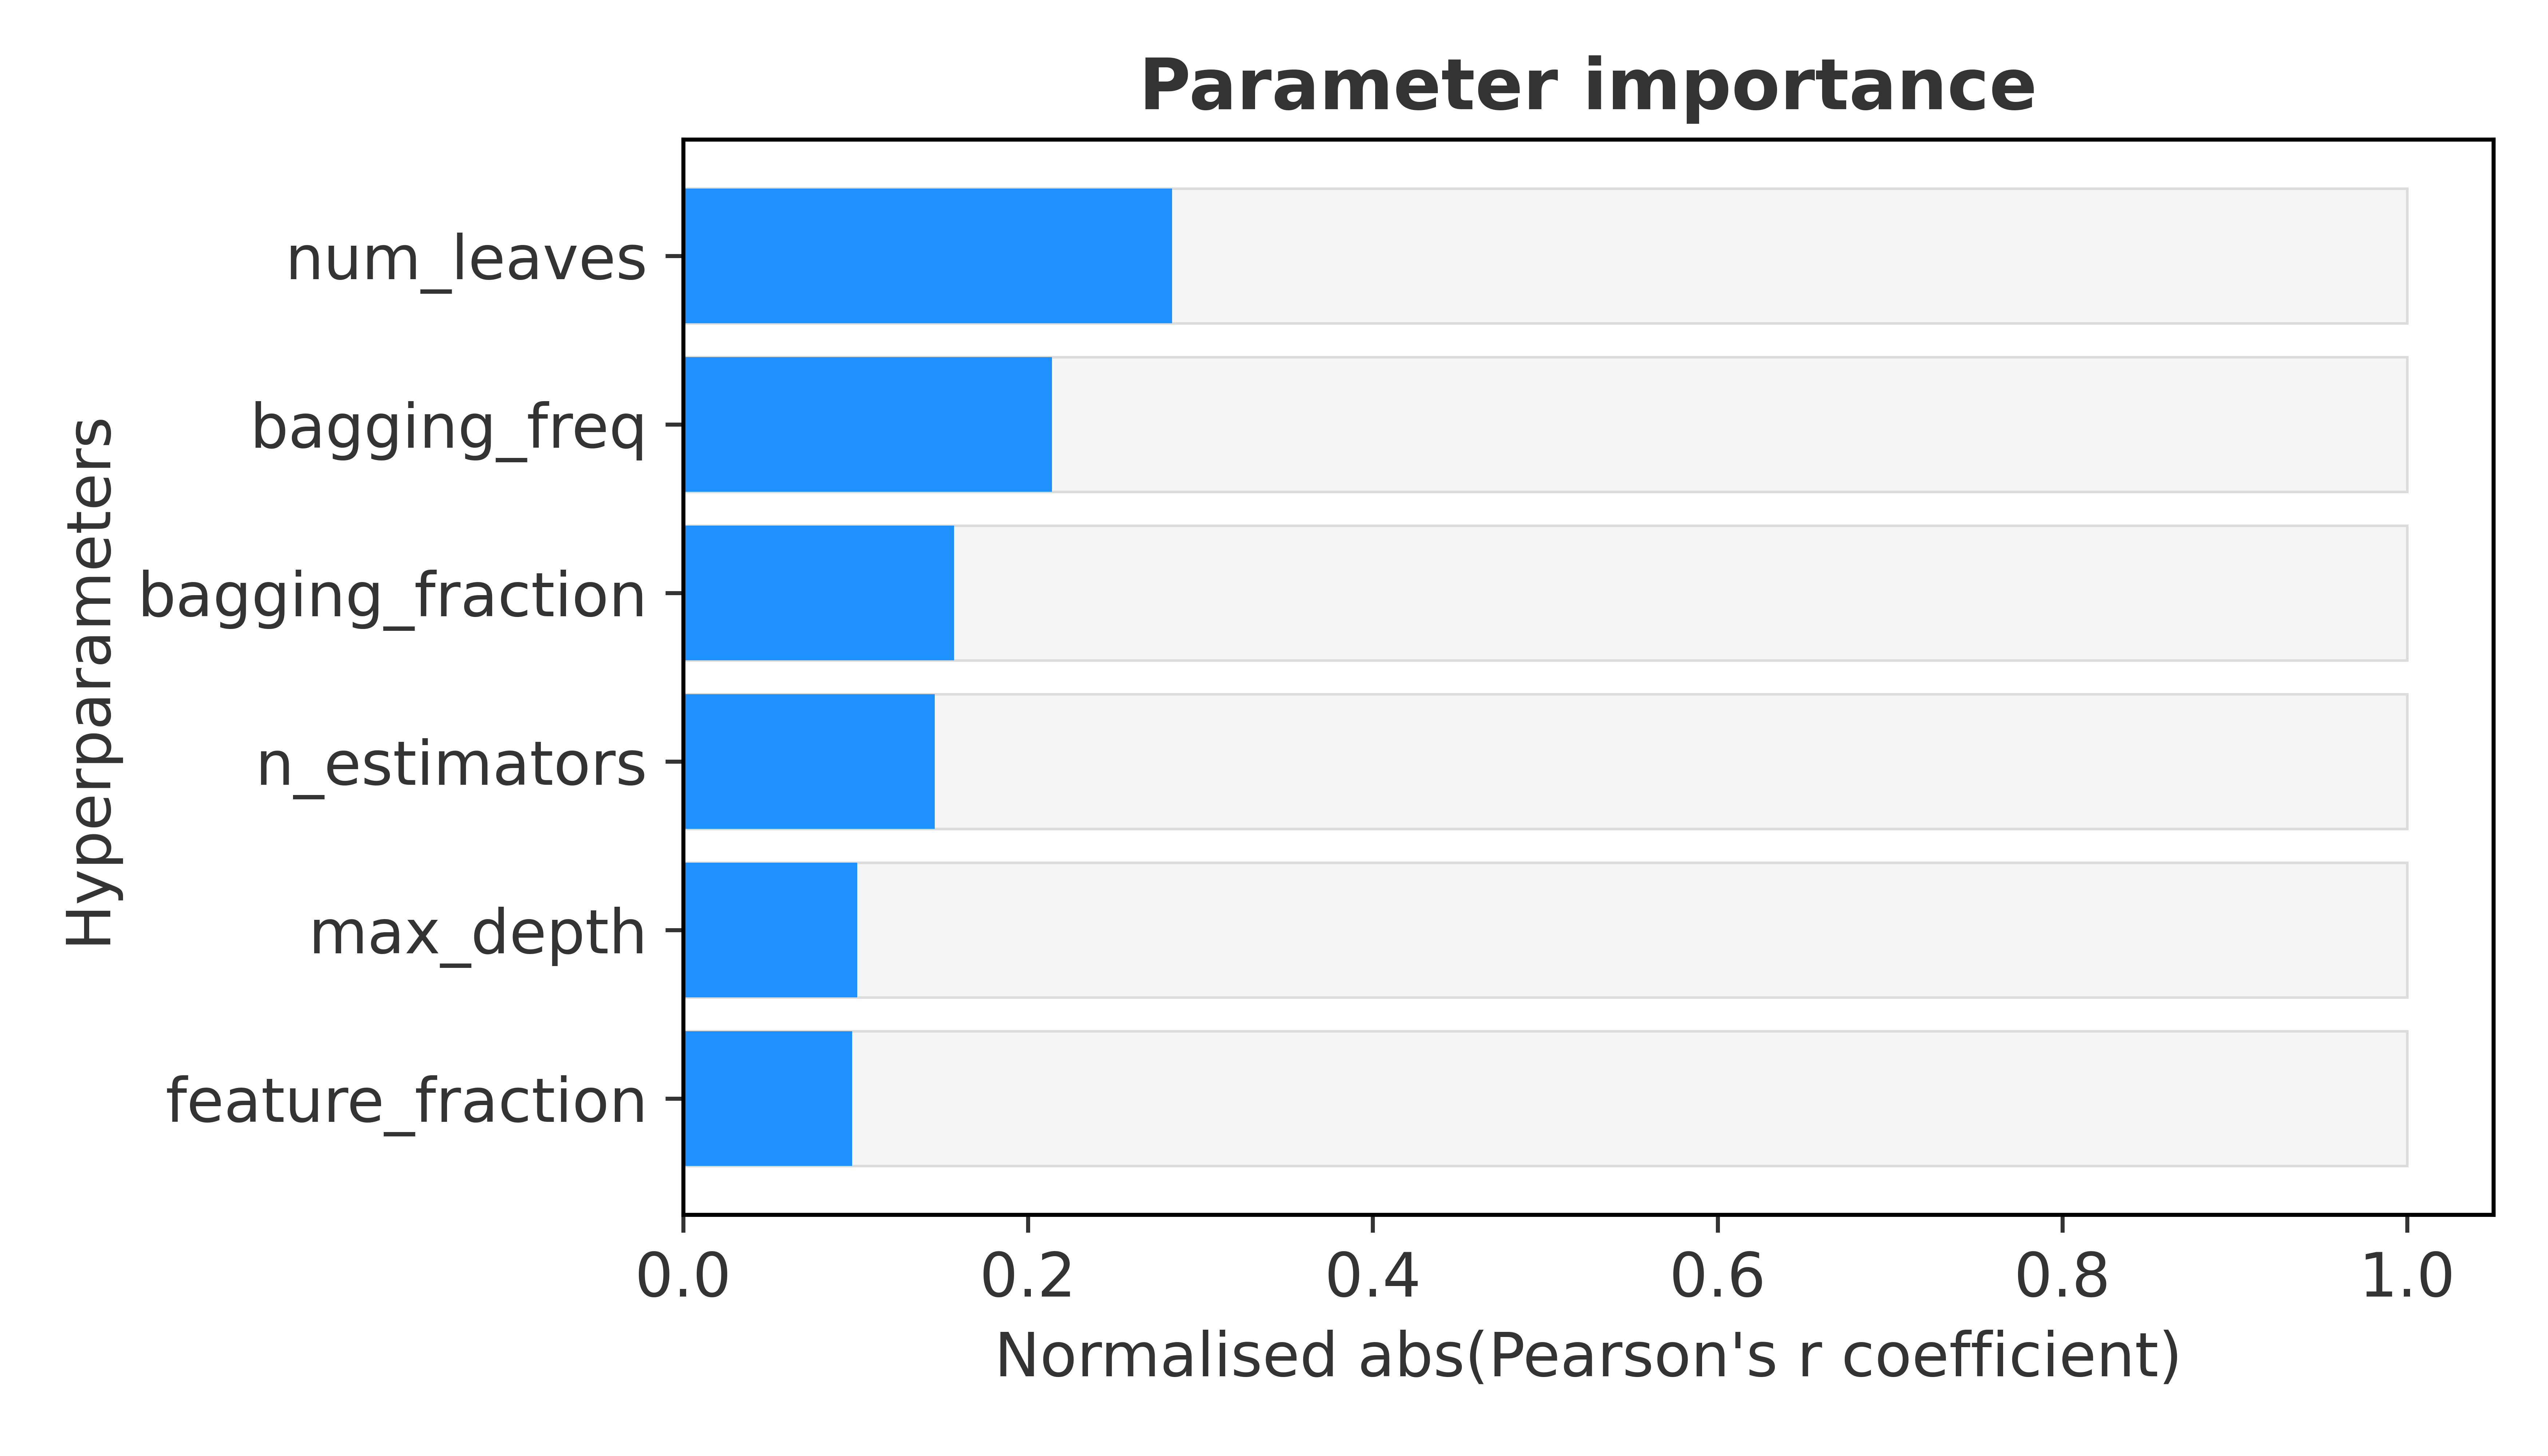 Parameter importance
Hyperparameters
num_leaves
bagging_freq
bagging_fraction
n_estimators
max_depth
feature_fraction
0.0 0.2 0.4 0.6 0.8 1.0
Normalised abs(Pearson's r coefficient)